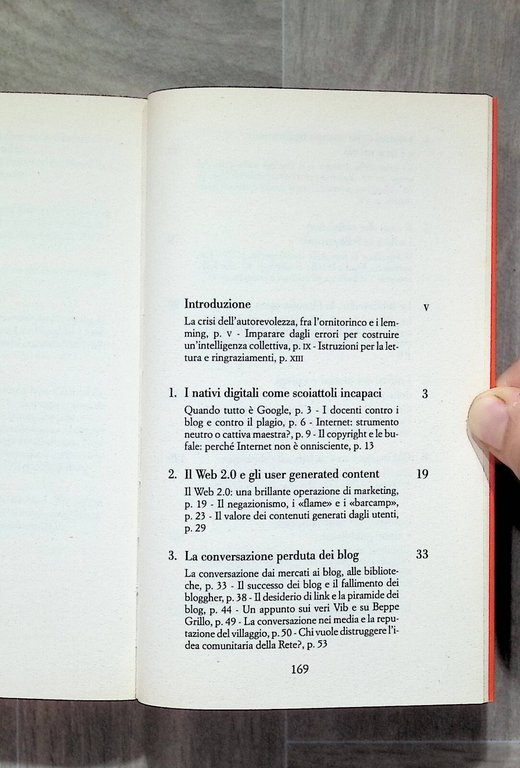 Introduzione v
La crisi dell'autorevolezza, fra l'ornitorinco e i lem-
ming, p. v - Imparare dagli errori per costruire
un'intelligenza collettiva, p. ix - Istruzioni per la let-
tura e ringraziamenti, p. xiii
1. I nativi digitali come scoiattoli incapaci 3
Quando tutto è Google, p. 3 - I docenti contro i
blog e contro il plagio, p. 6 - Internet: strumento
neutro o cattiva maestra?, p. 9 - Il copyright e le bu-
fale: perché Internet non è onnisciente, p. 13
2. Il Web 2.0 e gli user generated content 19
Il Web 2.0: una brillante operazione di marketing,
p. 19 - Il negazionismo, i «flame» e i «barcamp»,
p. 23 - Il valore dei contenuti generati dagli utenti,
p. 29
3. La conversazione perduta dei blog 33
La conversazione dai mercati ai blog, alle bibliote-
che, p. 33 - Il successo dei blog e il fallimento dei
bloggher, p. 38 - Il desiderio di link e la piramide dei
blog, p. 44 - Un appunto sui veri Vib e su Beppe
Grillo, p. 49 - La conversazione nei media e la repu-
tazione del villaggio, p. 50 - Chi vuole distruggere l'i-
dea comunitaria della Rete?, p. 53
169